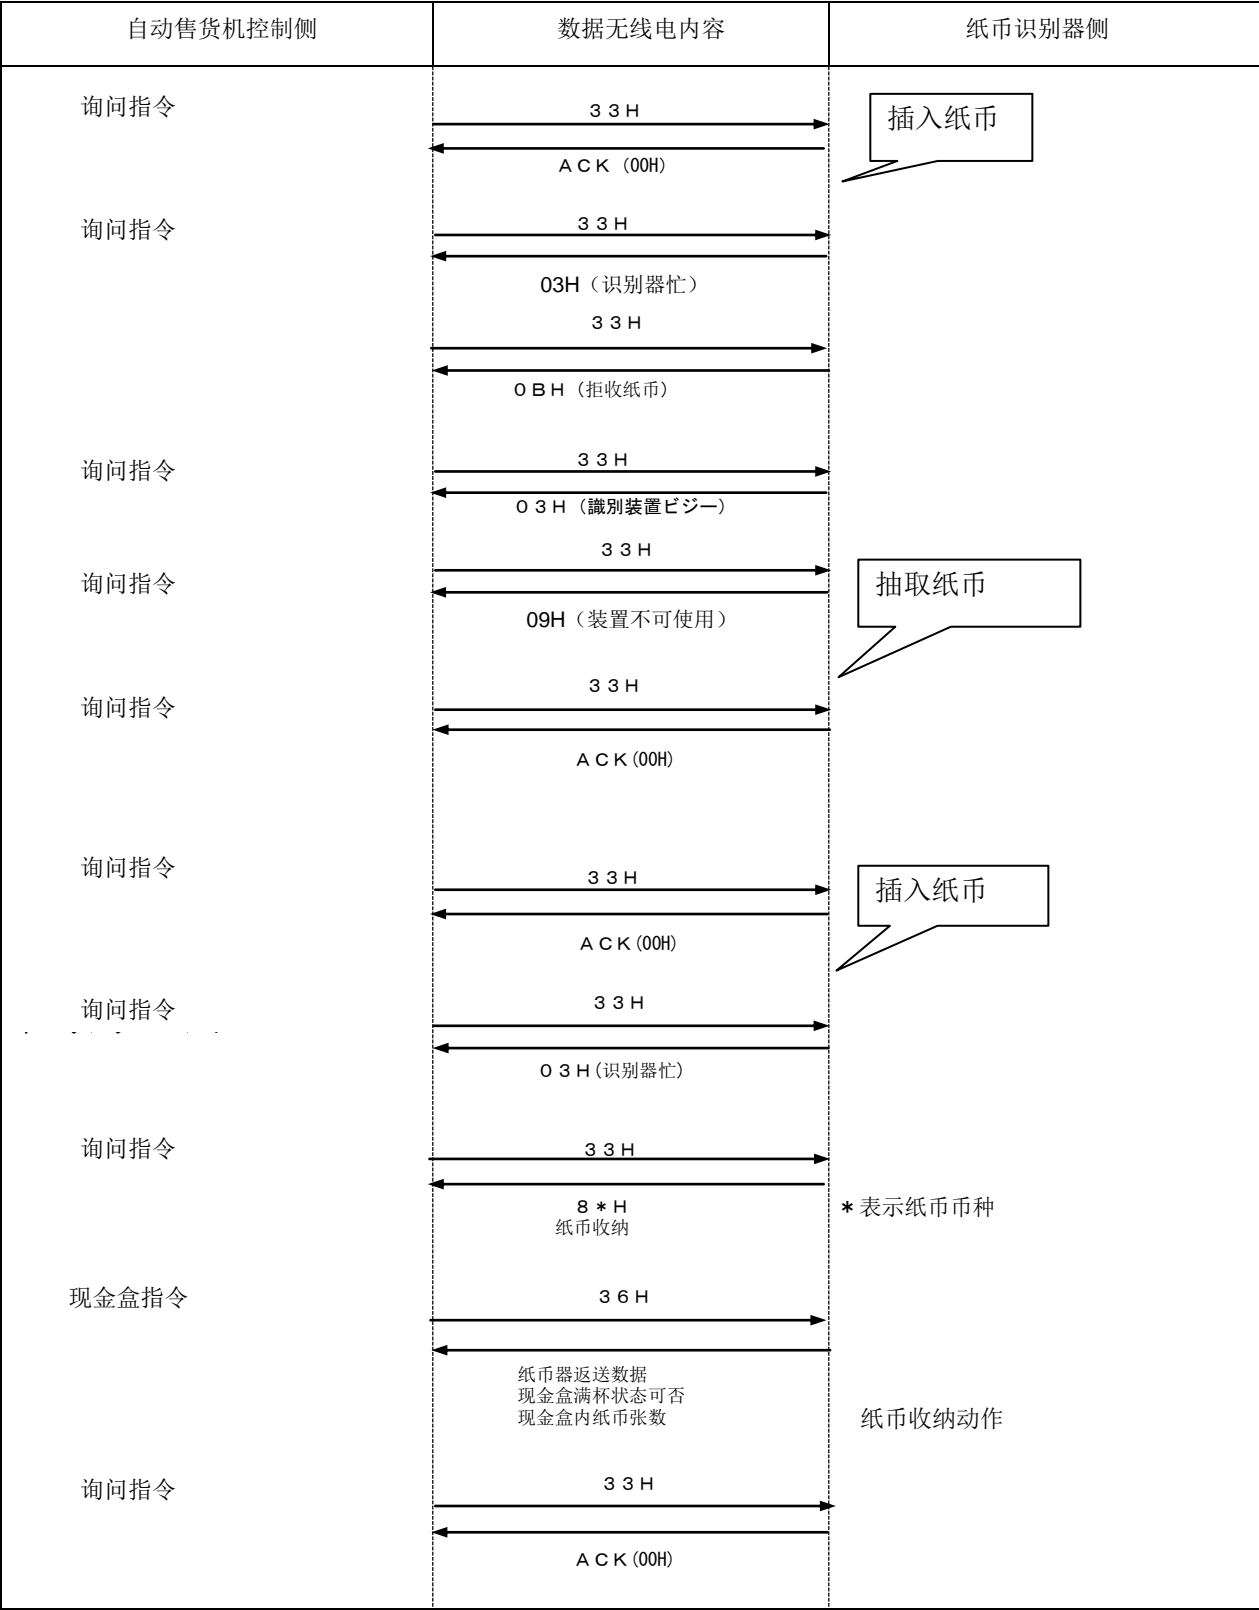 自动售货机控制侧
数据无线电内容
纸币识别器侧
询问指令
33H
插入纸币
ACK (00H)
询问指令
33H
03H（识别器忙）
33H
0BH (拒收纸币)
询问指令
33H
03H（識別装置ビジー）
33H
询问指令
抽取纸币
09H（装置不可使用）
33H
询问指令
ACK(00H)
询问指令
33H
插入纸币
ACK(00H)
询问指令
33H
03H(识别器忙)
询问指令
33H
8*H
*表示纸币币种
纸币收纳
现金盒指令
36H
纸币器返送数据
现金盒满杯状态可否
现金盒内纸币张数
纸币收纳动作
询问指令
33H
ACK(00H)